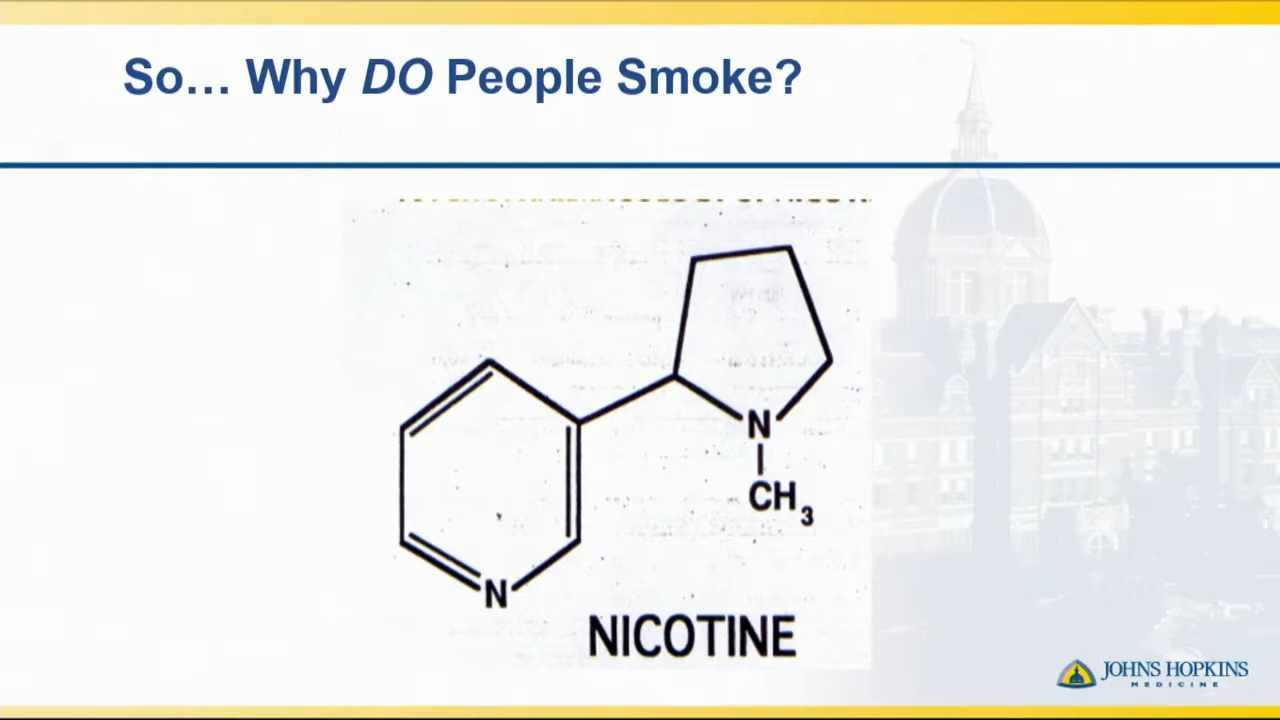 So... Why DO People Smoke?
N
CH3
N
NICOTINE
JOHNS HOPKINS
MEDICINE